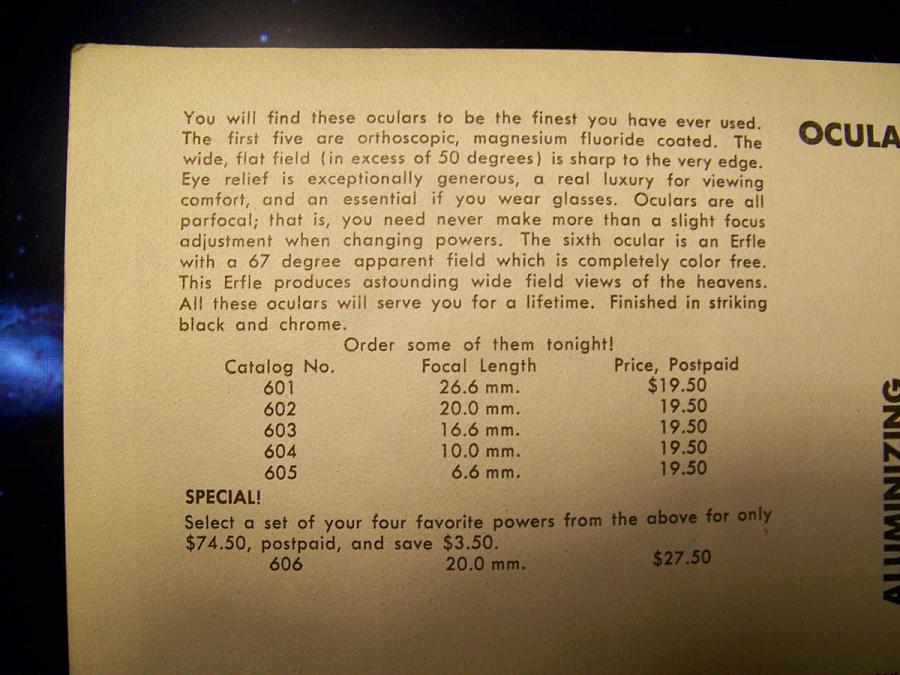 You will find these oculars to be the finest you have ever used.
The first five are orthoscopic, magnesium fluoride coated. The
wide, flat field (in excess of 50 degrees) is sharp to the very edge.
Eye relief is exceptionally generous, a real luxury for viewing
comfort, and an essential if you wear glasses. Oculars are all
parfocal; that is, you need never make more than a slight focus
adjustment when changing powers. The sixth ocular is an Erfle
with a 67 degree apparent field which is completely color free.
This Erfle produces astounding wide field views of the heavens.
All these oculars will serve you for a lifetime. Finished in striking
black and chrome.
Order some of them tonight!
Catalog No. Focal Length Price, Postpaid
601 26.6 mm. $19.50
602 20.0 mm. 19.50
603 16.6 mm. 19.50
604 10.0 mm. 19.50
605 6.6 mm. 19.50
SPECIAL!
Select a set of your four favorite powers from the above for only
$74.50, postpaid, and save $3.50.
606 20.0 mm. $27.50
OCULA
ALUMINIZING